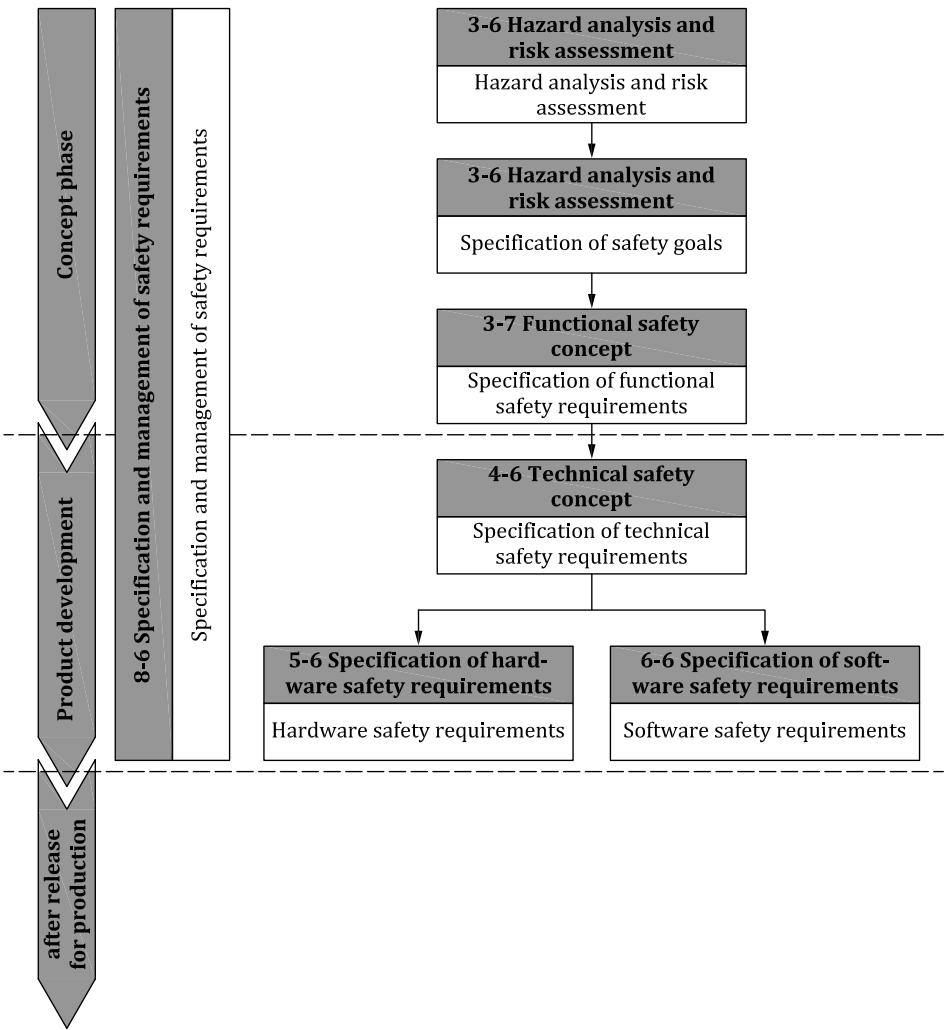 Concept phase
Product development
after release
for production
8-6 Specification and management of safety requirements
Specification and management of safety requirements
3-6 Hazard analysis and
risk assessment
Hazard analysis and risk
assessment
3-6 Hazard analysis and
risk assessment
Specification of safety goals
3-7 Functional safety
concept
Specification of functional
safety requirements
4-6 Technical safety
concept
Specification of technical
safety requirements
5-6 Specification of hard-
ware safety requirements
Hardware safety requirements
6-6 Specification of soft-
ware safety requirements
Software safety requirements